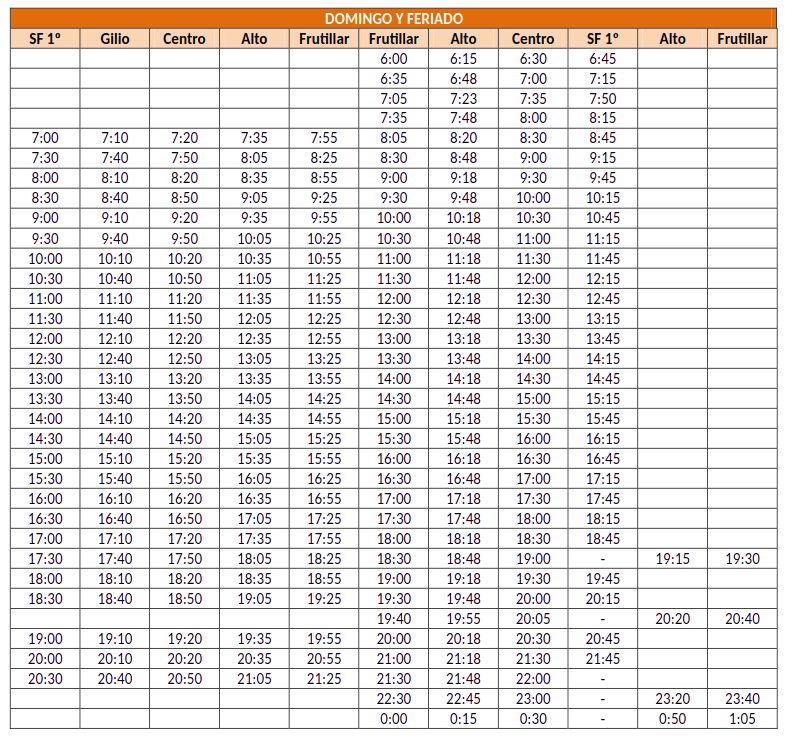 DOMINGO Y FERIADO
SF 1º Gilio Centro Alto Frutillar Frutillar Alto Centro SF 1º Alto Frutillar
6:00 6:15 6:30 6:45
6:35 6:48 7:00 7:15
7:05 7:23 7:35 7:50
7:35 7:48 8:00 8:15
7:00 7:10 7:20 7:35 7:55 8:05 8:20 8:30 8:45
7:30 7:40 7:50 8:05 8:25 8:30 8:48 9:00 9:15
8:00 8:10 8:20 8:35 8:55 9:00 9:18 9:30 9:45
8:30 8:40 8:50 9:05 9:25 9:30 9:48 10:00 10:15
9:00 9:10 9:20 9:35 9:55 10:00 10:18 10:30 10:45
9:30 9:40 9:50 10:05 10:25 10:30 10:48 11:00 11:15
10:00 10:10 10:20 10:35 10:55 11:00 11:18 11:30 11:45
10:30 10:40 10:50 11:05 11:25 11:30 11:48 12:00 12:15
11:00 11:10 11:20 11:35 11:55 12:00 12:18 12:30 12:45
11:30 11:40 11:50 12:05 12:25 12:30 12:48 13:00 13:15
12:00 12:10 12:20 12:35 12:55 13:00 13:18 13:30 13:45
12:30 12:40 12:50 13:05 13:25 13:30 13:48 14:00 14:15
13:00 13:10 13:20 13:35 13:55 14:00 14:18 14:30 14:45
13:30 13:40 13:50 14:05 14:25 14:30 14:48 15:00 15:15
14:00 14:10 14:20 14:35 14:55 15:00 15:18 15:30 15:45
14:30 14:40 14:50 15:05 15:25 15:30 15:48 16:00 16:15
15:00 15:10 15:20 15:35 15:55 16:00 16:18 16:30 16:45
15:30 15:40 15:50 16:05 16:25 16:30 16:48 17:00 17:15
16:00 16:10 16:20 16:35 16:55 17:00 17:18 17:30 17:45
16:30 16:40 16:50 17:05 17:25 17:30 17:48 18:00 18:15
17:00 17:10 17:20 17:35 17:55 18:00 18:18 18:30 18:45
17:30 17:40 17:50 18:05 18:25 18:30 18:48 19:00 - 19:15 19:30
18:00 18:10 18:20 18:35 18:55 19:00 19:18 19:30 19:45
18:30 18:40 18:50 19:05 19:25 19:30 19:48 20:00 20:15
19:40 19:55 20:05 - 20:20 20:40
19:00 19:10 19:20 19:35 19:55 20:00 20:18 20:30 20:45
20:00 20:10 20:20 20:35 20:55 21:00 21:18 21:30 21:45
20:30 20:40 20:50 21:05 21:25 21:30 21:48 22:00 -
22:30 22:45 23:00 - 23:20 23:40
0:00 0:15 0:30 - 0:50 1:05